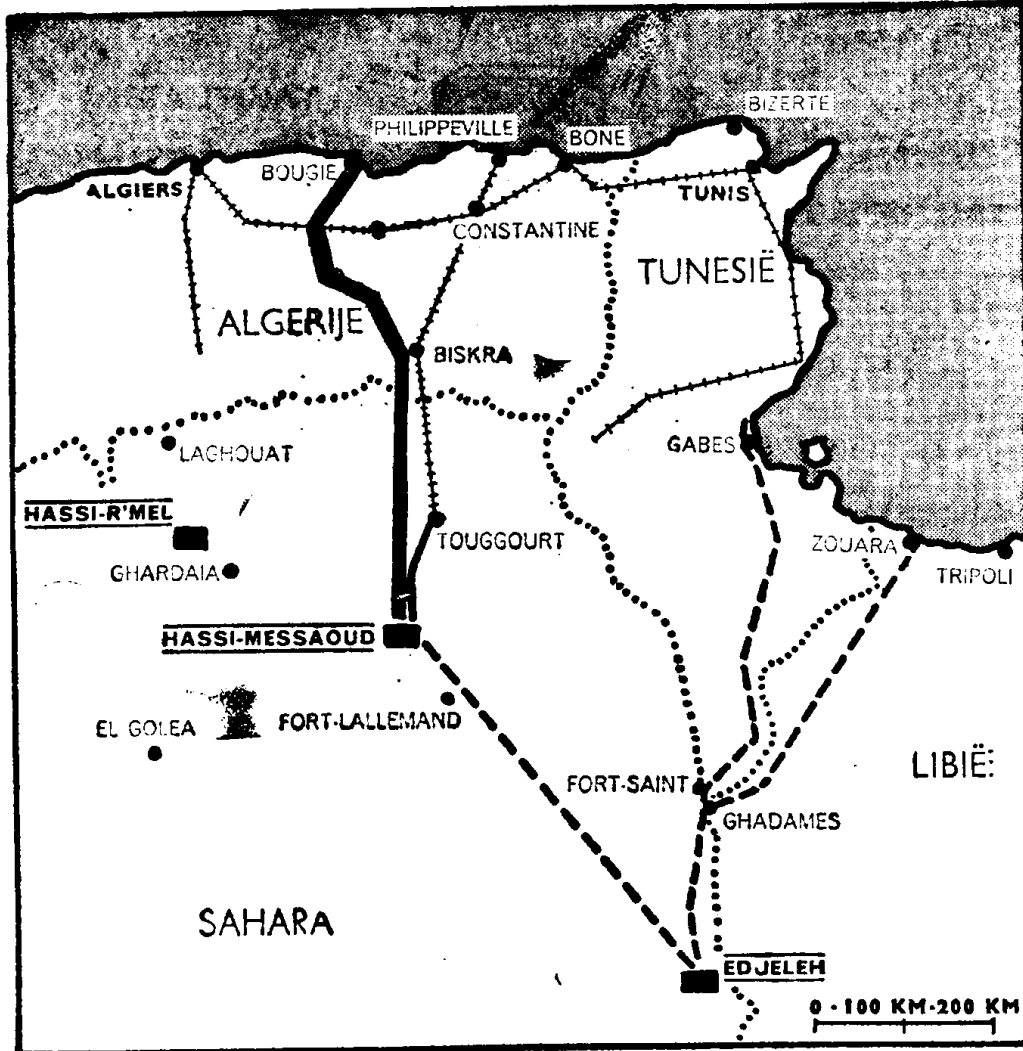 BIZERTE
PHILIPPEVILLE
BONE
BOUGIE
ALGIERS
TUNIS
CONSTANTINE
TUNESIË
ALGERIJE
BISKRA
LAGHOUAT
GABES
HASSI-R'MEL
TOUGGOURT
ZOUARA
GHARDAIA
TRIPOLI
HASSI-MESSAOUD
EL GOLEA
FORT-LALLEMAND
LIBIË
FORT-SAINT
GHADAMES
SAHARA
EDJELEH
0 - 100 KM - 200 KM